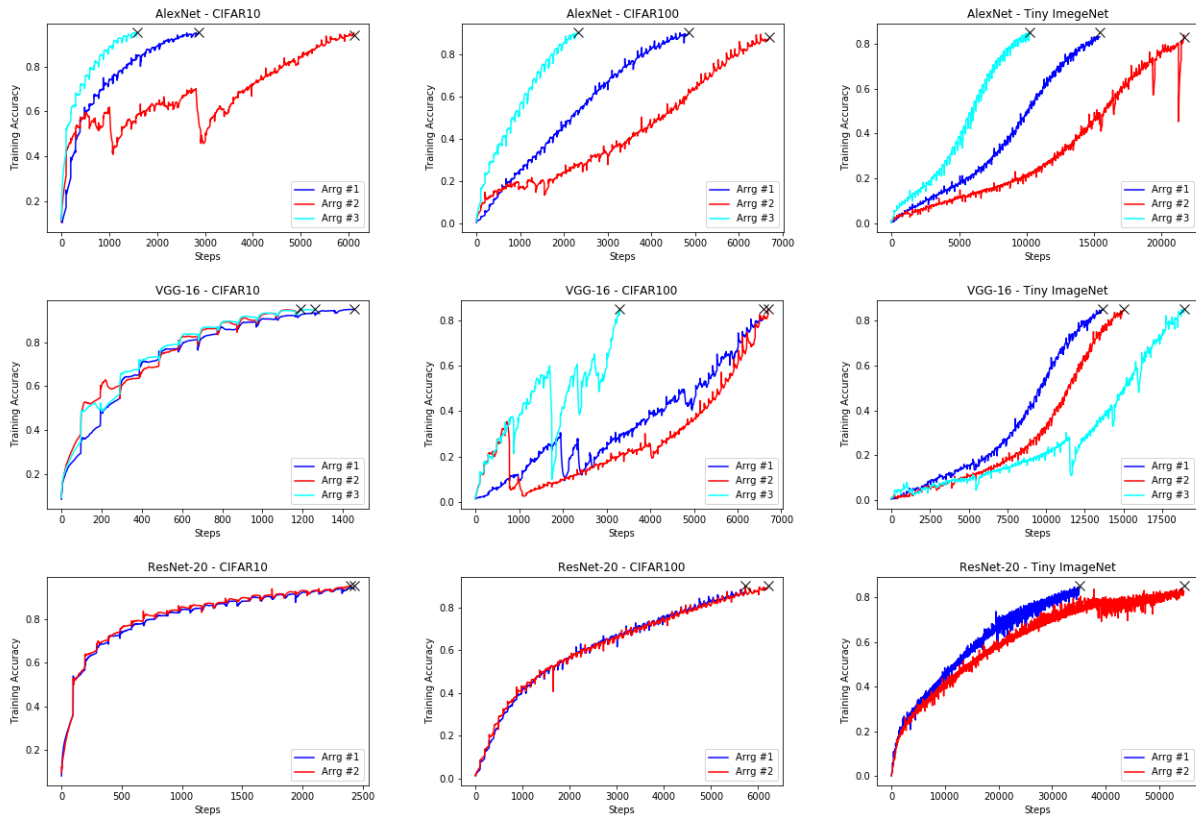 AlexNet - CIFAR10
Training Accuracy
0.8
0.6
0.4
0.2
0 1000 2000 3000 4000 5000 6000
Steps
Arrg #1
Arrg #2
Arrg #3
AlexNet - CIFAR100
Training Accuracy
0.8
0.6
0.4
0.2
0.0
0 1000 2000 3000 4000 5000 6000 7000
Steps
Arrg #1
Arrg #2
Arrg #3
AlexNet - Tiny ImegeNet
Training Accuracy
0.8
0.6
0.4
0.2
0.0
0 5000 10000 15000 20000
Steps
Arrg #1
Arrg #2
Arrg #3
VGG-16 - CIFAR10
Training Accuracy
0.8
0.6
0.4
0.2
0 200 400 600 800 1000 1200 1400
Steps
Arrg #1
Arrg #2
Arrg #3
VGG-16 - CIFAR100
Training Accuracy
0.8
0.6
0.4
0.2
0.0
0 1000 2000 3000 4000 5000 6000 7000
Steps
Arrg #1
Arrg #2
Arrg #3
VGG-16 - Tiny ImageNet
Training Accuracy
0.8
0.6
0.4
0.2
0.0
0 2500 5000 7500 10000 12500 15000 17500
Steps
Arrg #1
Arrg #2
Arrg #3
ResNet-20 - CIFAR10
Training Accuracy
0.8
0.6
0.4
0.2
0 500 1000 1500 2000 2500
Steps
Arrg #1
Arrg #2
ResNet-20 - CIFAR100
Training Accuracy
0.8
0.6
0.4
0.2
0.0
0 1000 2000 3000 4000 5000 6000
Steps
Arrg #1
Arrg #2
ResNet-20 - Tiny ImageNet
Training Accuracy
0.8
0.6
0.4
0.2
0.0
0 10000 20000 30000 40000 50000
Steps
Arrg #1
Arrg #2